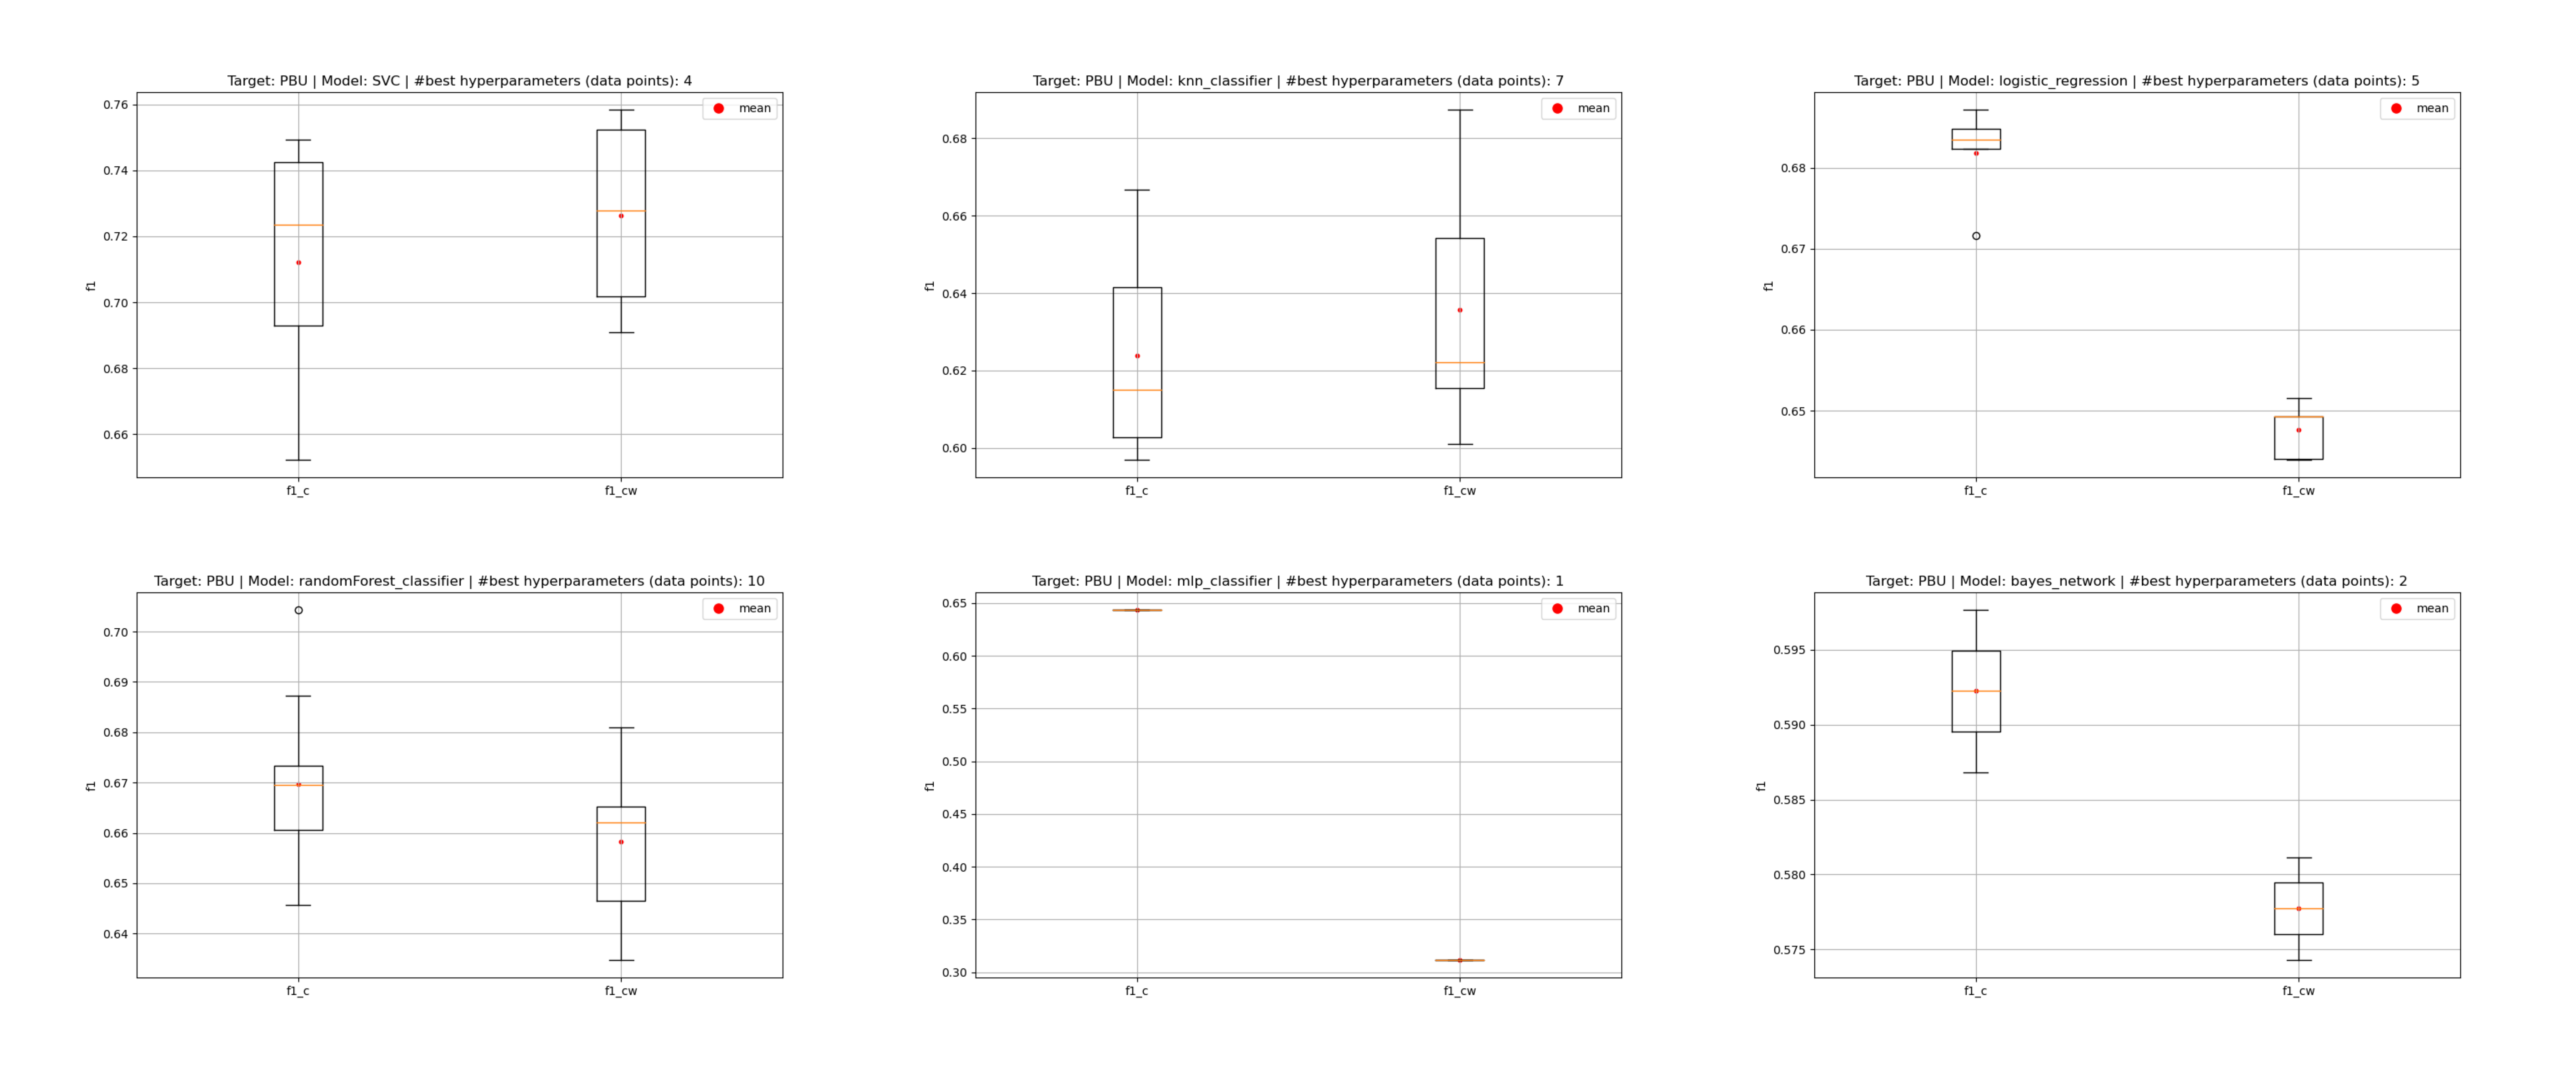 Target: PBU | Model: SVC | #best hyperparameters (data points): 4
mean
0.76
0.74
0.72
0.70
0.68
0.66
f1
f1_c
f1_cw
Target: PBU | Model: knn_classifier | #best hyperparameters (data points): 7
mean
0.68
0.66
0.64
0.62
0.60
f1
f1_c
f1_cw
Target: PBU | Model: logistic_regression | #best hyperparameters (data points): 5
mean
0.68
0.67
0.66
0.65
f1
f1_c
f1_cw
Target: PBU | Model: randomForest_classifier | #best hyperparameters (data points): 10
mean
0.70
0.69
0.68
0.67
0.66
0.65
0.64
f1
f1_c
f1_cw
Target: PBU | Model: mlp_classifier | #best hyperparameters (data points): 1
mean
0.65
0.60
0.55
0.50
0.45
0.40
0.35
0.30
f1
f1_c
f1_cw
Target: PBU | Model: bayes_network | #best hyperparameters (data points): 2
mean
0.595
0.590
0.585
0.580
0.575
f1
f1_c
f1_cw